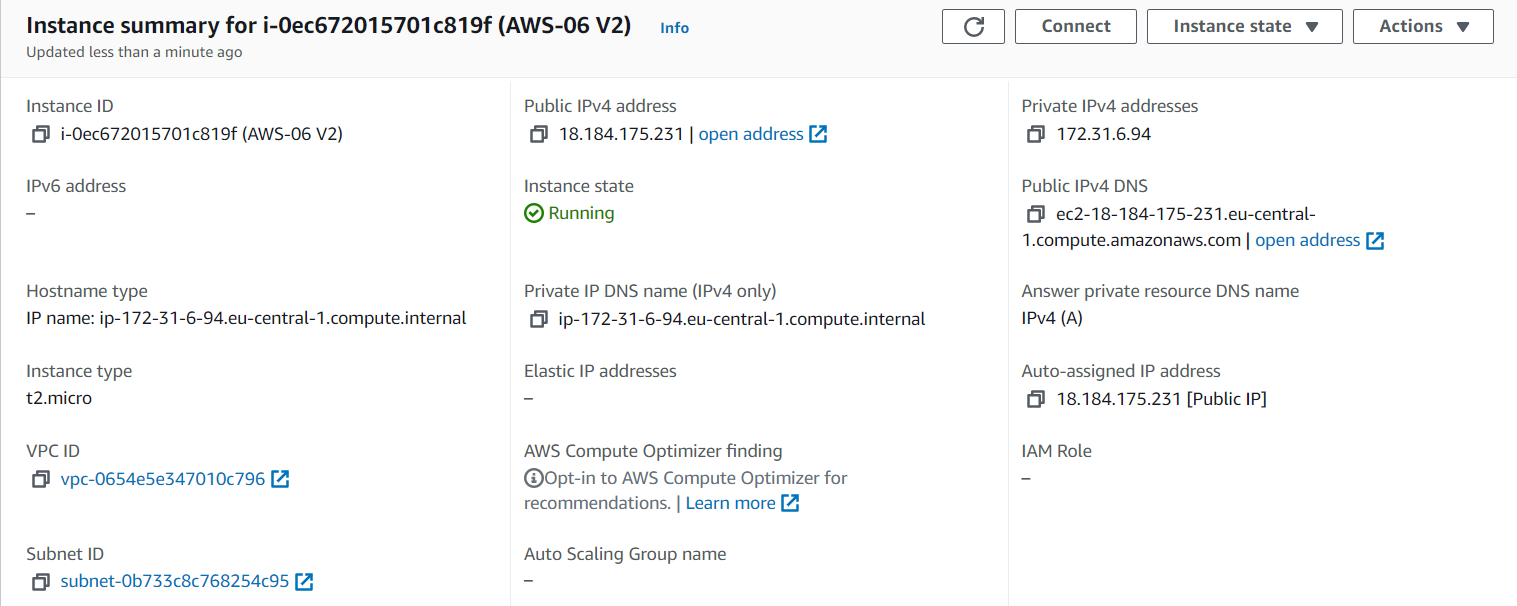 Instance summary for i-0ec672015701c819f (AWS-06 V2) Info
Updated less than a minute ago
Connect
Instance state
Actions
Instance ID
i-0ec672015701c819f (AWS-06 V2)
Public IPv4 address
18.184.175.231 | open address
Private IPv4 addresses
172.31.6.94
IPv6 address
–
Instance state
Running
Public IPv4 DNS
ec2-18-184-175-231.eu-central-
1.compute.amazonaws.com | open address
Hostname type
IP name: ip-172-31-6-94.eu-central-1.compute.internal
Private IP DNS name (IPv4 only)
ip-172-31-6-94.eu-central-1.compute.internal
Answer private resource DNS name
IPv4 (A)
Instance type
t2.micro
Elastic IP addresses
–
Auto-assigned IP address
18.184.175.231 [Public IP]
VPC ID
vpc-0654e5e347010c796
AWS Compute Optimizer finding
Opt-in to AWS Compute Optimizer for
recommendations. | Learn more
IAM Role
–
Subnet ID
subnet-0b733c8c768254c95
Auto Scaling Group name
–